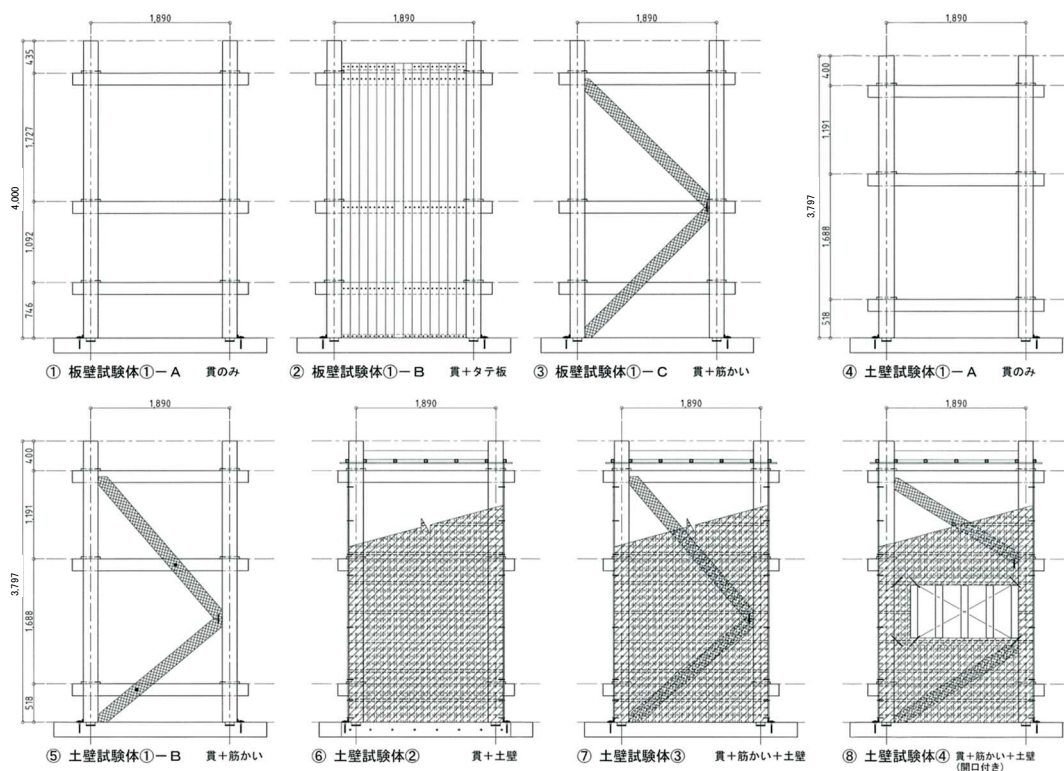 1,890
1,890
1,890
1,890
435
1,727
4,000
1,092
746
400
1,191
3,797
1,688
518
① 板壁試験体①−A 貫のみ
② 板壁試験体①−B 貫+タテ板
③ 板壁試験体①−C 貫+筋かい
④ 土壁試験体①−A 貫のみ
1,890
1,890
1,890
1,890
400
1,191
3,797
1,688
518
⑤ 土壁試験体①−B 貫+筋かい
⑥ 土壁試験体② 貫+土壁
⑦ 土壁試験体③ 貫+筋かい+土壁
⑧ 土壁試験体④ 貫+筋かい+土壁
(開口付き)